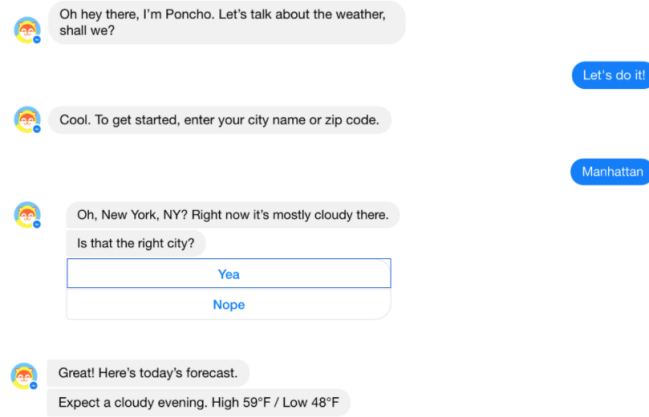 Oh hey there, I'm Poncho. Let's talk about the weather,
shall we?
Let's do it!
Cool. To get started, enter your city name or zip code.
Manhattan
Oh, New York, NY? Right now it's mostly cloudy there.
Is that the right city?
Yea
Nope
Great! Here's today's forecast.
Expect a cloudy evening. High 59°F / Low 48°F